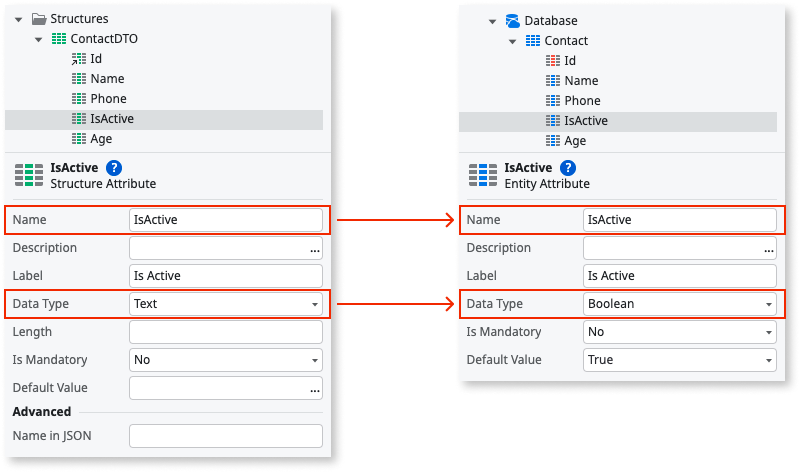 Structures
ContactDTO
Id
Name
Phone
IsActive
Age
IsActive ?
Structure Attribute
Name IsActive
Description ...
Label Is Active
Data Type Text
Length
Is Mandatory No
Default Value ...
Advanced
Name in JSON
Database
Contact
Id
Name
Phone
IsActive
Age
IsActive ?
Entity Attribute
Name IsActive
Description ...
Label Is Active
Data Type Boolean
Is Mandatory No
Default Value True